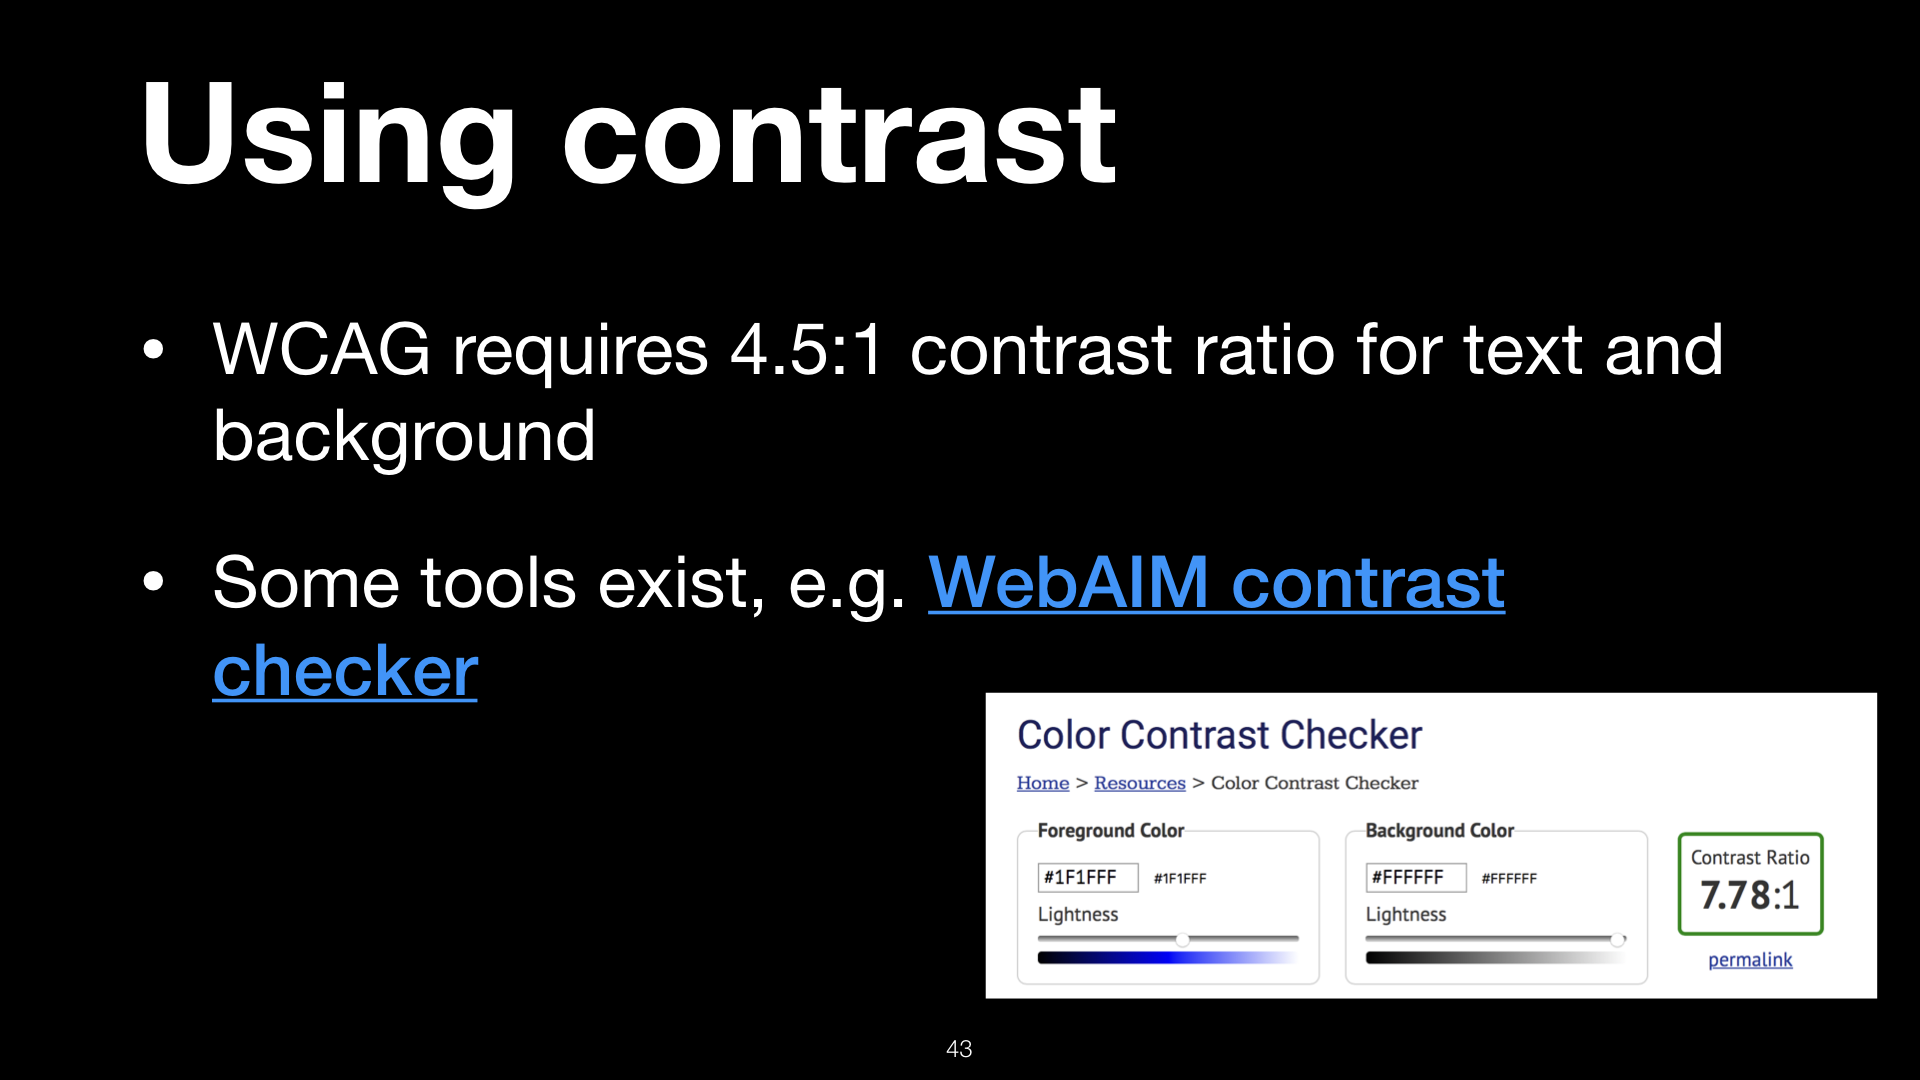 Using contrast
• WCAG requires 4.5:1 contrast ratio for text and
background
• Some tools exist, e.g. WebAIM contrast
checker
Color Contrast Checker
Home > Resources > Color Contrast Checker
Foreground Color
#1F1FFF #1F1FFF
Lightness
Background Color
#FFFFFF #FFFFFF
Lightness
Contrast Ratio
7.78:1
permalink
43